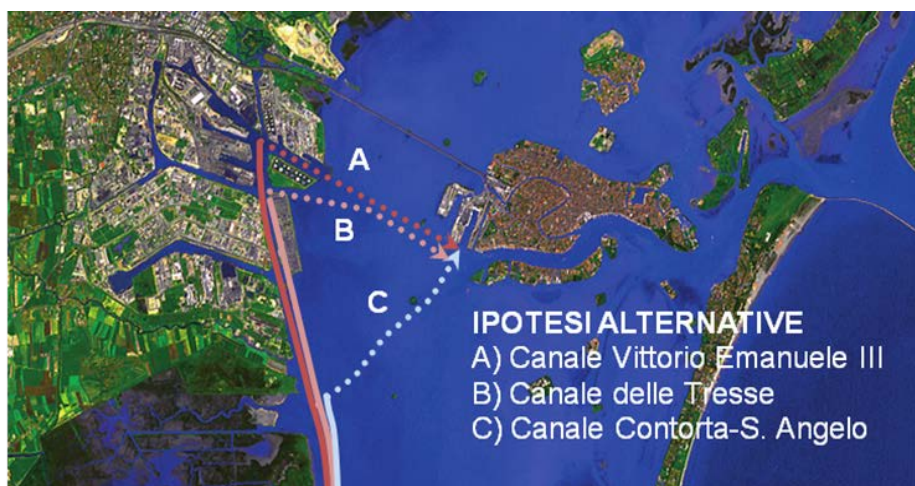 A
B
C
IPOTESI ALTERNATIVE
A) Canale Vittorio Emanuele III
B) Canale delle Tresse
C) Canale Contorta-S. Angelo